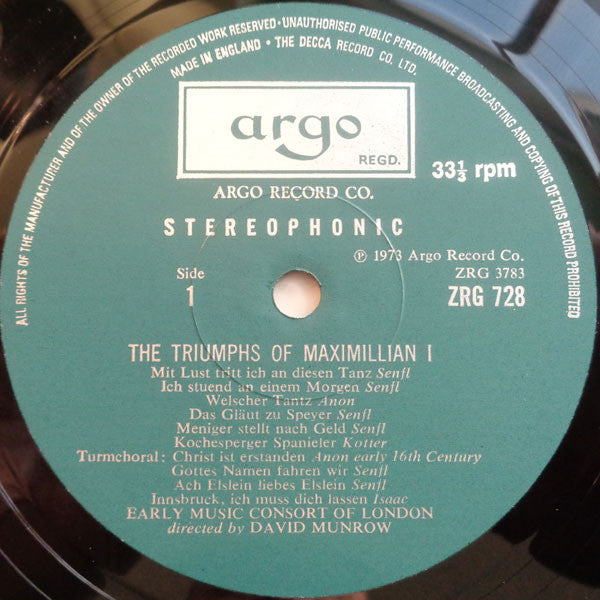 ALL RIGHTS OF THE MANUFACTURER AND OF THE OWNER OF THE RECORDED WORK RESERVED · UNAUTHORISED PUBLIC PERFORMANCE BROADCASTING AND COPYING OF THIS RECORD PROHIBITED
MADE IN ENGLAND · THE DECCA RECORD CO. LTD.
argo
REGD.
33⅓ rpm
ARGO RECORD CO.
STEREOPHONIC
Ⓟ 1973 Argo Record Co.
Side
ZRG 3783
1
ZRG 728
THE TRIUMPHS OF MAXIMILLIAN I
Mit Lust tritt ich an diesen Tanz Senfl
Ich stuend an einem Morgen Senfl
Welscher Tantz Anon
Das Gläut zu Speyer Senfl
Meniger stellt nach Geld Senfl
Kochesperger Spanieler Kotter
Turmchoral: Christ ist erstanden Anon early 16th Century
Gottes Namen fahren wir Senfl
Ach Elslein liebes Elslein Senfl
Innsbruck, ich muss dich lassen Isaac
EARLY MUSIC CONSORT OF LONDON
directed by DAVID MUNROW